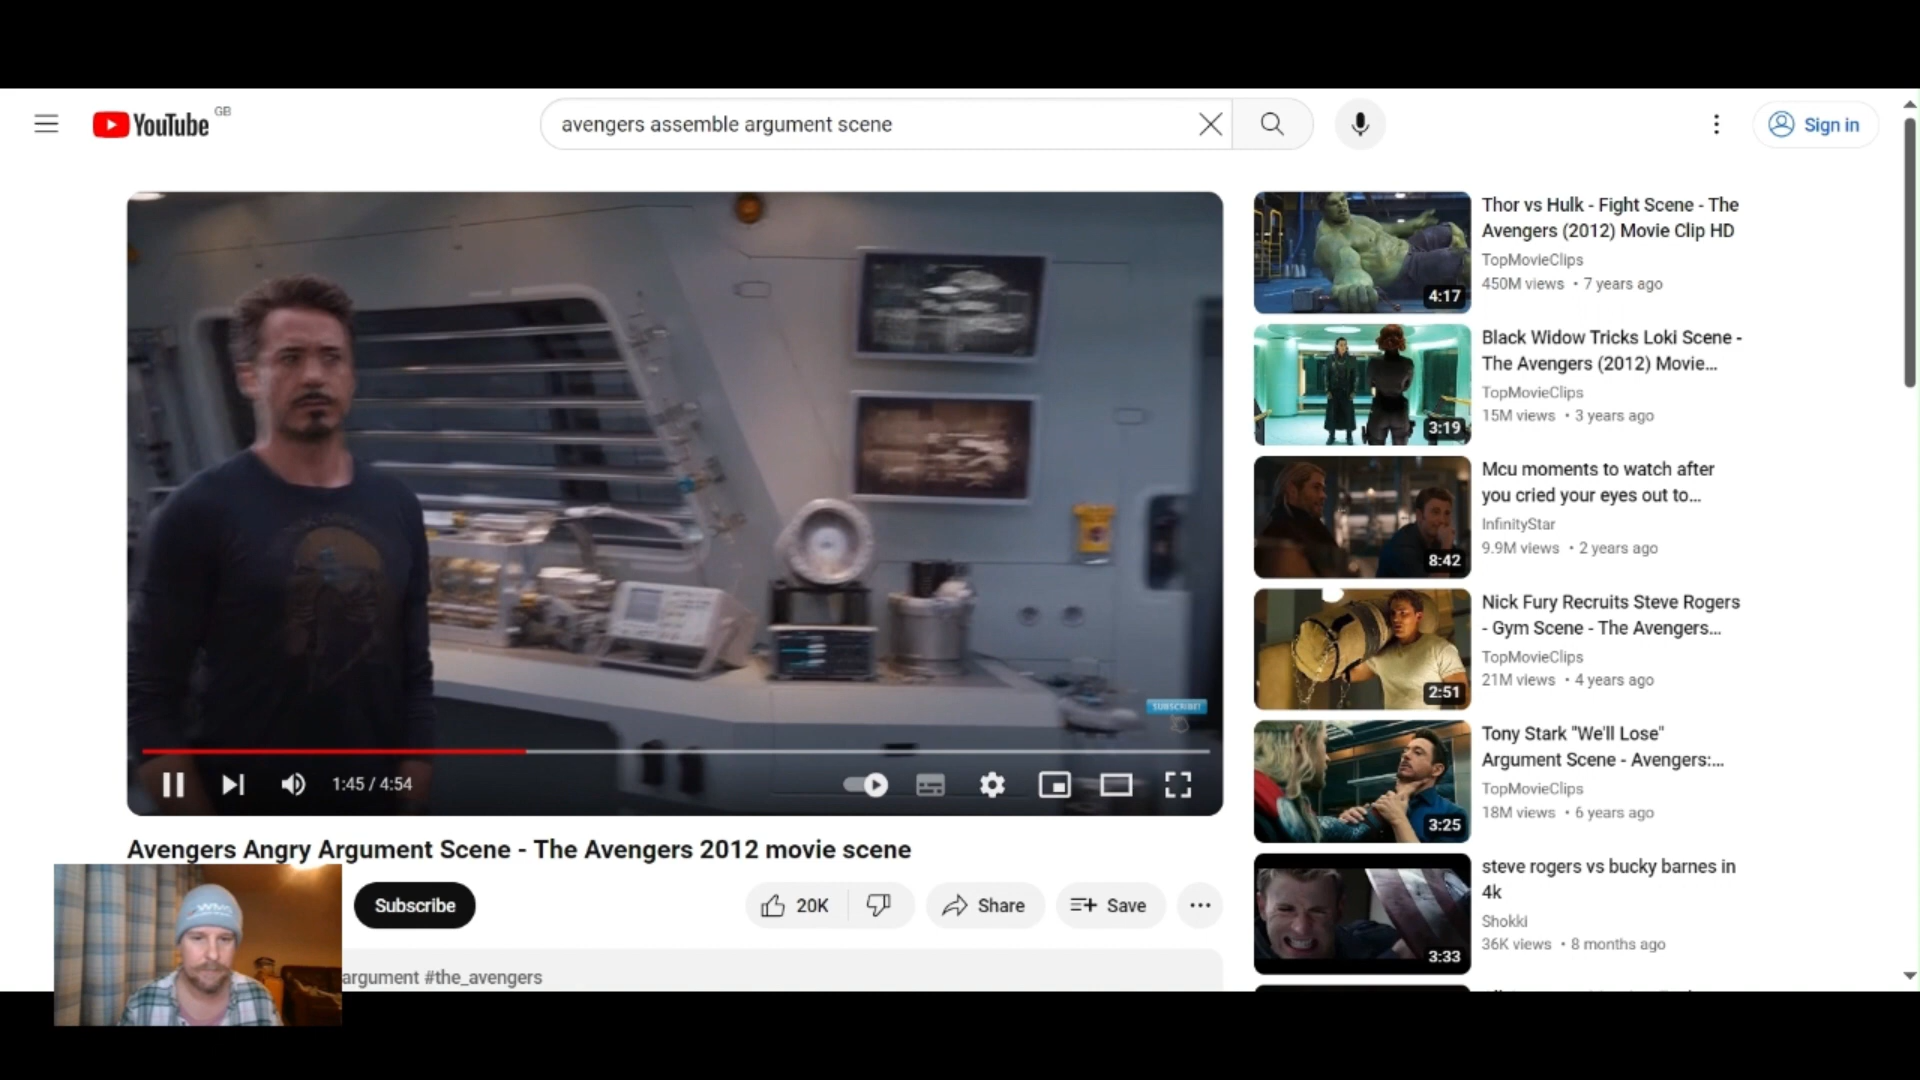 YouTube GB
avengers assemble argument scene
Sign in
SUBSCRIBE!
1:45 / 4:54
Avengers Angry Argument Scene - The Avengers 2012 movie scene
Subscribe
20K
Share
Save
argument #the_avengers
4:17
Thor vs Hulk - Fight Scene - The
Avengers (2012) Movie Clip HD
TopMovieClips
450M views • 7 years ago
3:19
Black Widow Tricks Loki Scene -
The Avengers (2012) Movie...
TopMovieClips
15M views • 3 years ago
8:42
Mcu moments to watch after
you cried your eyes out to...
InfinityStar
9.9M views • 2 years ago
2:51
Nick Fury Recruits Steve Rogers
- Gym Scene - The Avengers...
TopMovieClips
21M views • 4 years ago
3:25
Tony Stark "We'll Lose"
Argument Scene - Avengers:...
TopMovieClips
18M views • 6 years ago
3:33
steve rogers vs bucky barnes in
4k
Shokki
36K views • 8 months ago